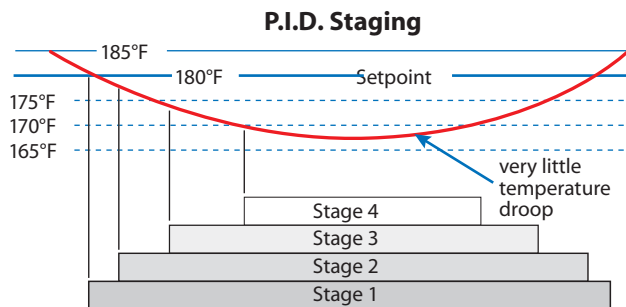 P.I.D. Staging
185°F
180°F Setpoint
175°F
170°F
165°F
very little
temperature
droop
Stage 4
Stage 3
Stage 2
Stage 1